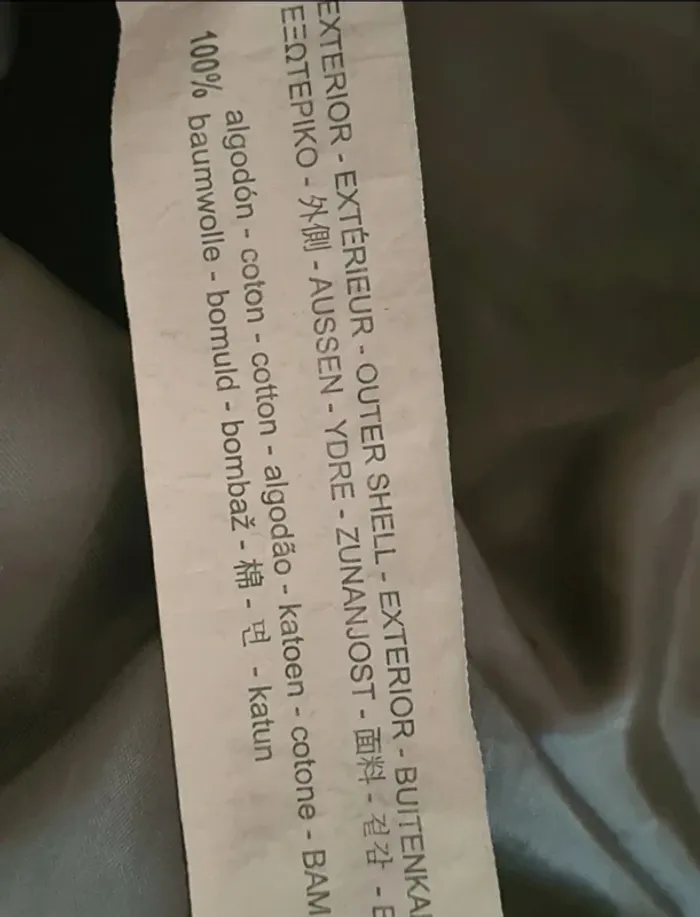 EXTERIOR - EXTÉRIEUR - OUTER SHELL - EXTERIOR - BUITENKA
ΕΞΩΤΕΡΙΚΟ - 外側 - AUSSEN - YDRE - ZUNANJOST - 面料 - 겉감 - E
algodón - coton - cotton - algodão - katoen - cotone - BAM
100% baumwolle - bomuld - bombaž - 棉 - 면 - katun